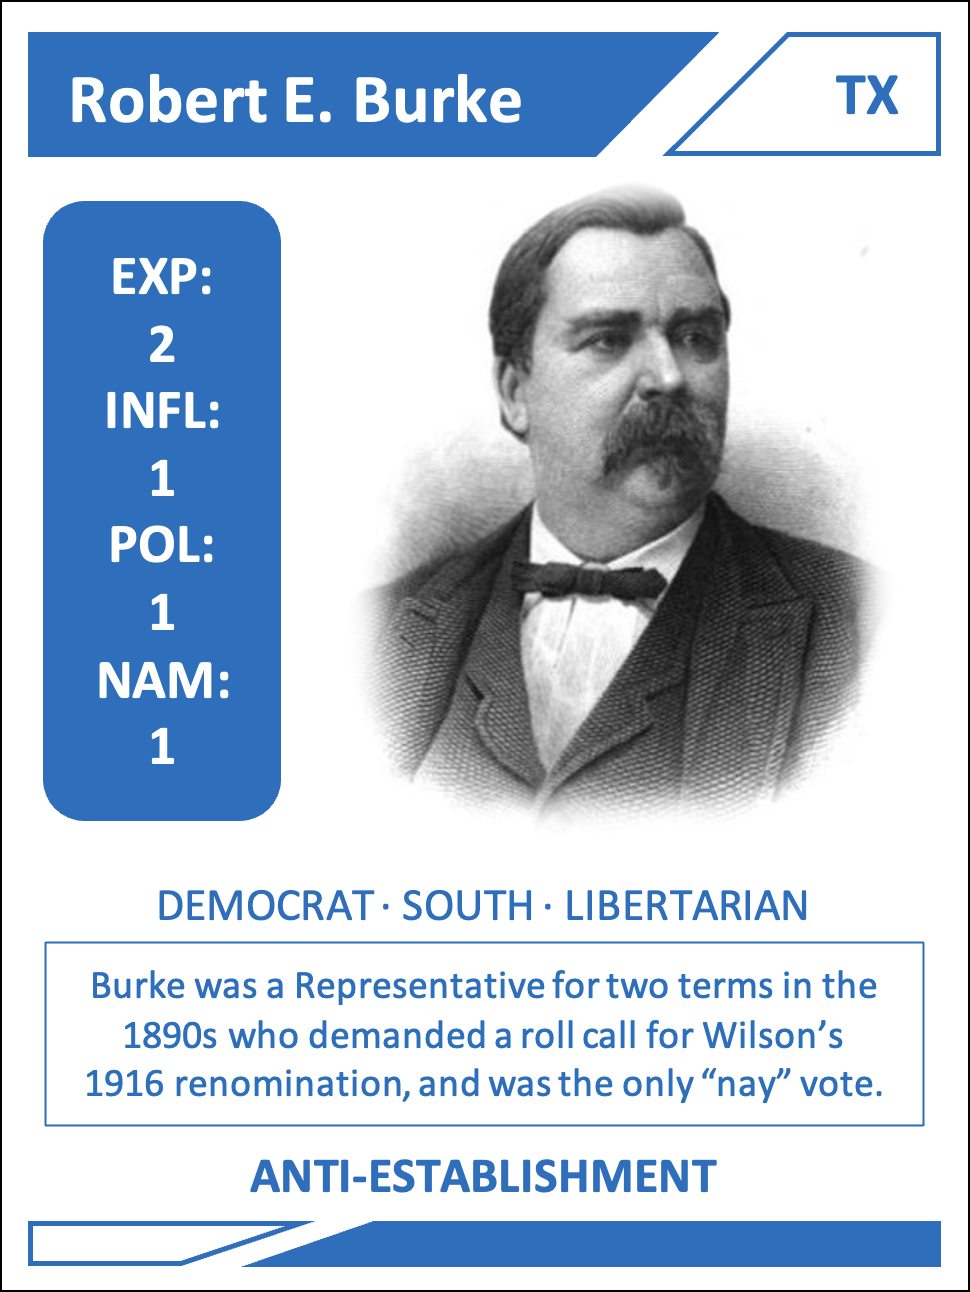 Robert E. Burke
TX
EXP:
2
INFL:
1
POL:
1
NAM:
1
DEMOCRAT · SOUTH · LIBERTARIAN
Burke was a Representative for two terms in the
1890s who demanded a roll call for Wilson’s
1916 renomination, and was the only “nay” vote.
ANTI-ESTABLISHMENT